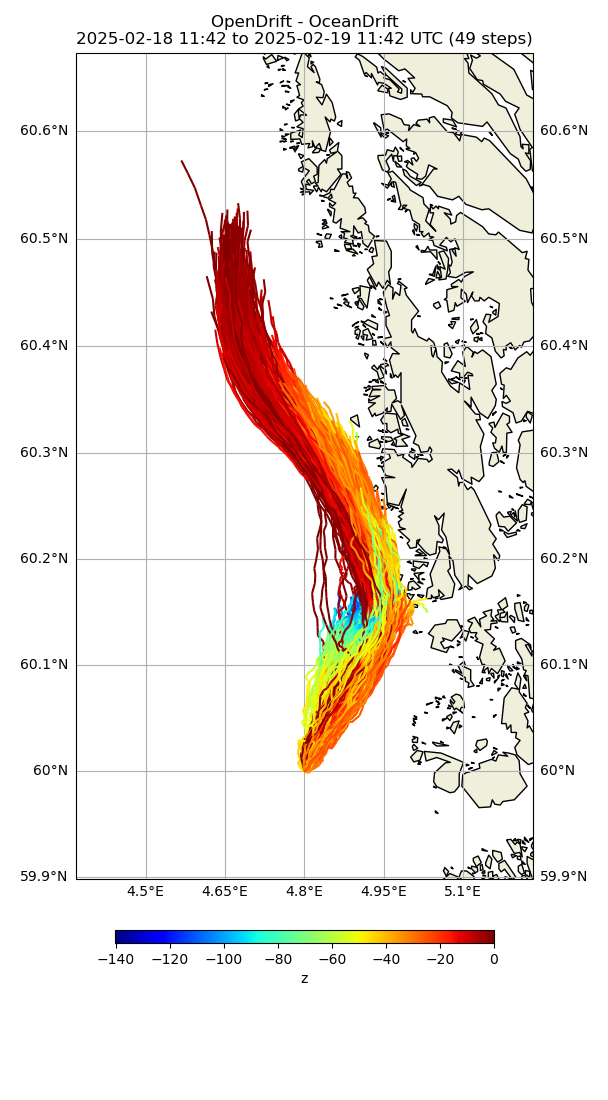 OpenDrift - OceanDrift
2025-02-18 11:42 to 2025-02-19 11:42 UTC (49 steps)
60.6°N 60.6°N
60.5°N 60.5°N
60.4°N 60.4°N
60.3°N 60.3°N
60.2°N 60.2°N
60.1°N 60.1°N
60°N 60°N
59.9°N 59.9°N
4.5°E 4.65°E 4.8°E 4.95°E 5.1°E
−140 −120 −100 −80 −60 −40 −20 0
z